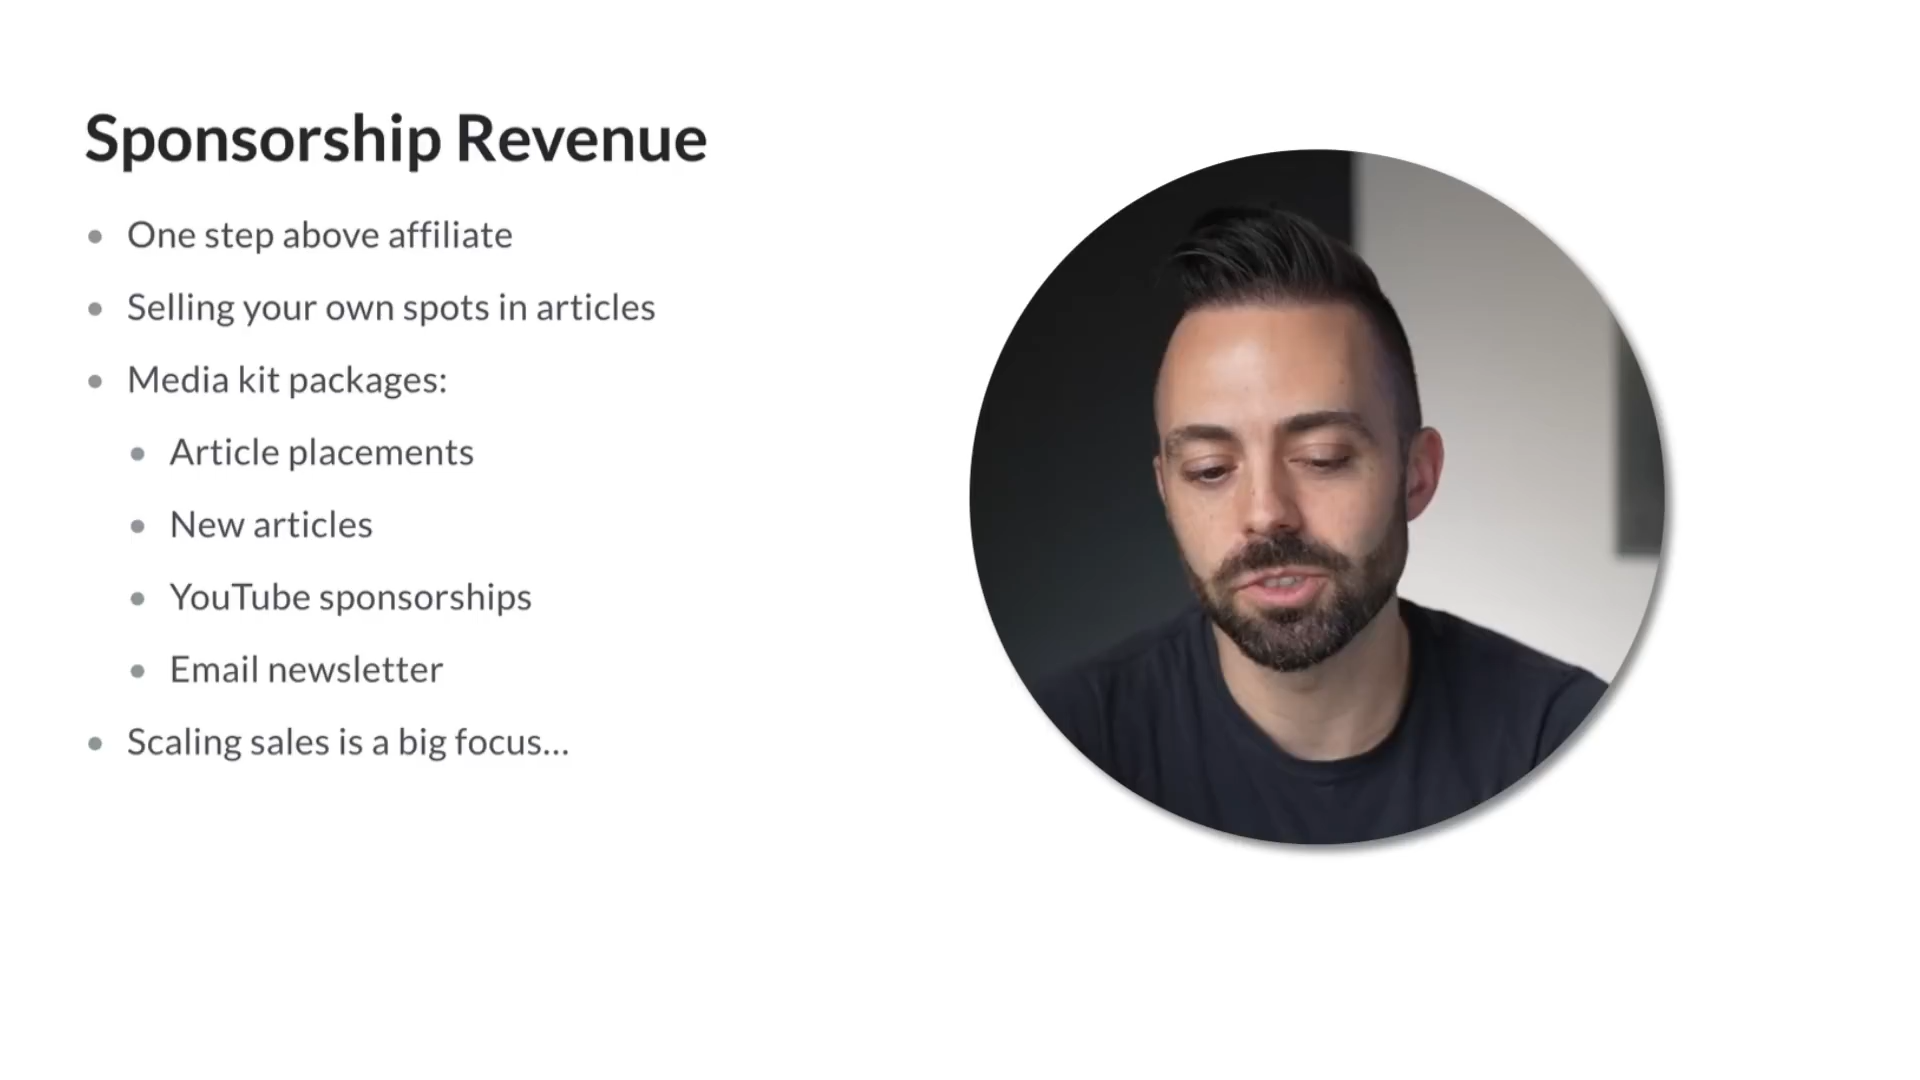 Sponsorship Revenue
One step above affiliate
Selling your own spots in articles
Media kit packages:
Article placements
New articles
YouTube sponsorships
Email newsletter
Scaling sales is a big focus...